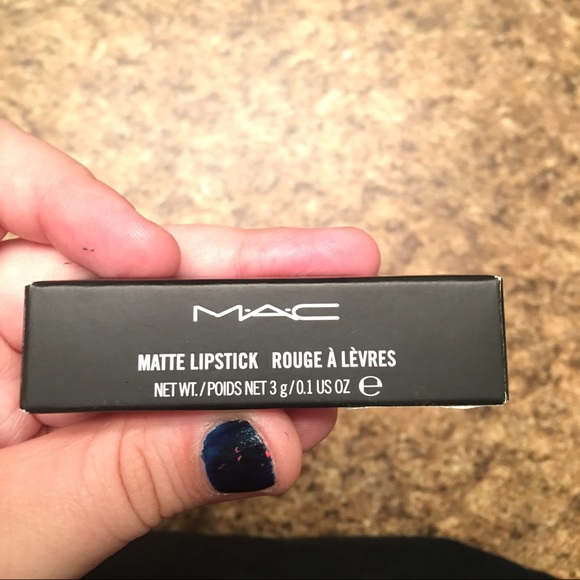 M·A·C
MATTE LIPSTICK ROUGE À LÈVRES
NET WT./POIDS NET 3 g/0.1 US OZ ℮